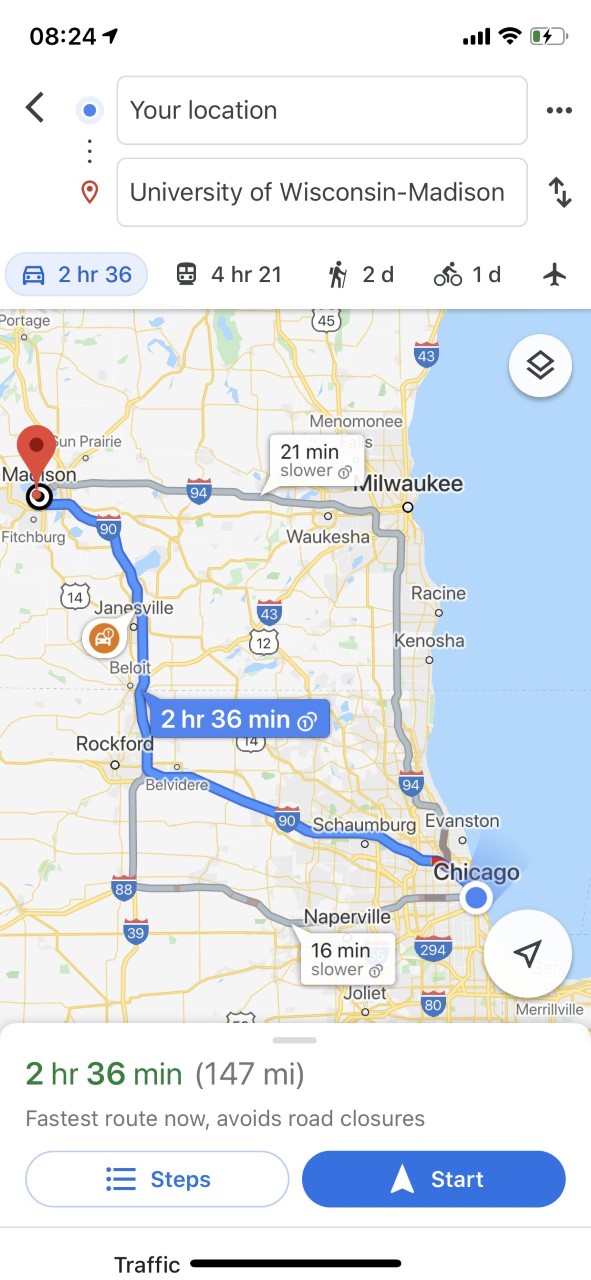 08:24
Your location
University of Wisconsin-Madison
2 hr 36
4 hr 21
2 d
1 d
Portage
45
43
Menomonee
Falls
Sun Prairie
21 min
slower
Madison
94
Milwaukee
90
Fitchburg
Waukesha
14
Janesville
43
Racine
12
Kenosha
Beloit
2 hr 36 min
Rockford
14
Belvidere
94
90
Schaumburg
Evanston
Chicago
88
Naperville
39
16 min
slower
294
Joliet
80
Merrillville
2 hr 36 min (147 mi)
Fastest route now, avoids road closures
Steps
Start
Traffic